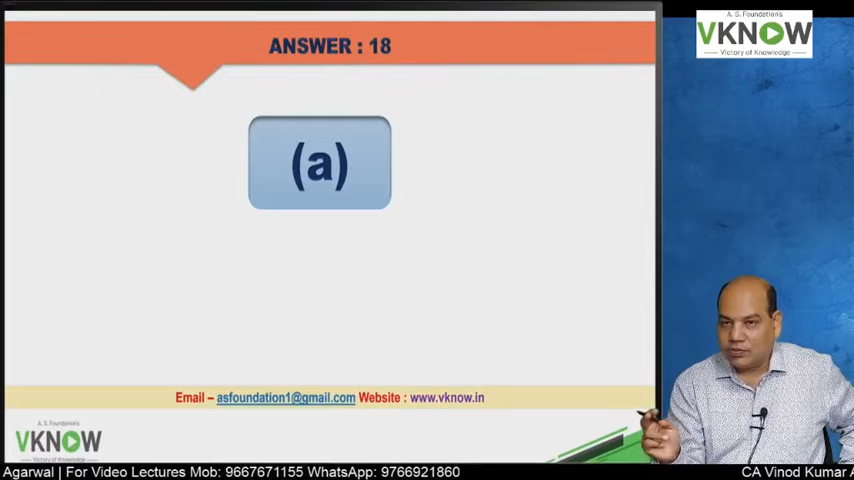 ANSWER : 18
A. S. Foundation's
VKNOW
Victory of Knowledge
(a)
Email – asfoundation1@gmail.com Website : www.vknow.in
A. S. Foundation's
VKNOW
Victory of Knowledge
Agarwal | For Video Lectures Mob: 9667671155 WhatsApp: 9766921860
CA Vinod Kumar A